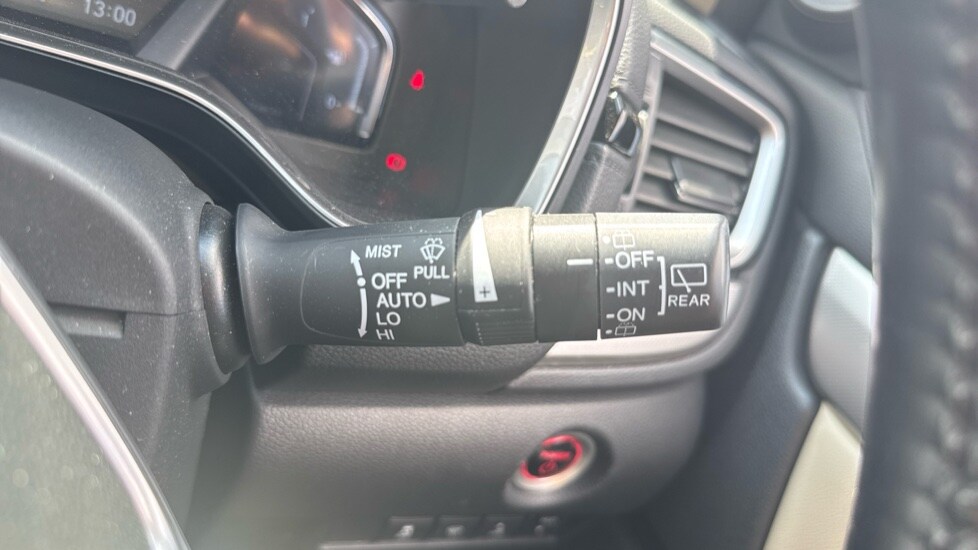 13:00
MIST
OFF
PULL
AUTO
LO
HI
+
OFF
INT
ON
REAR